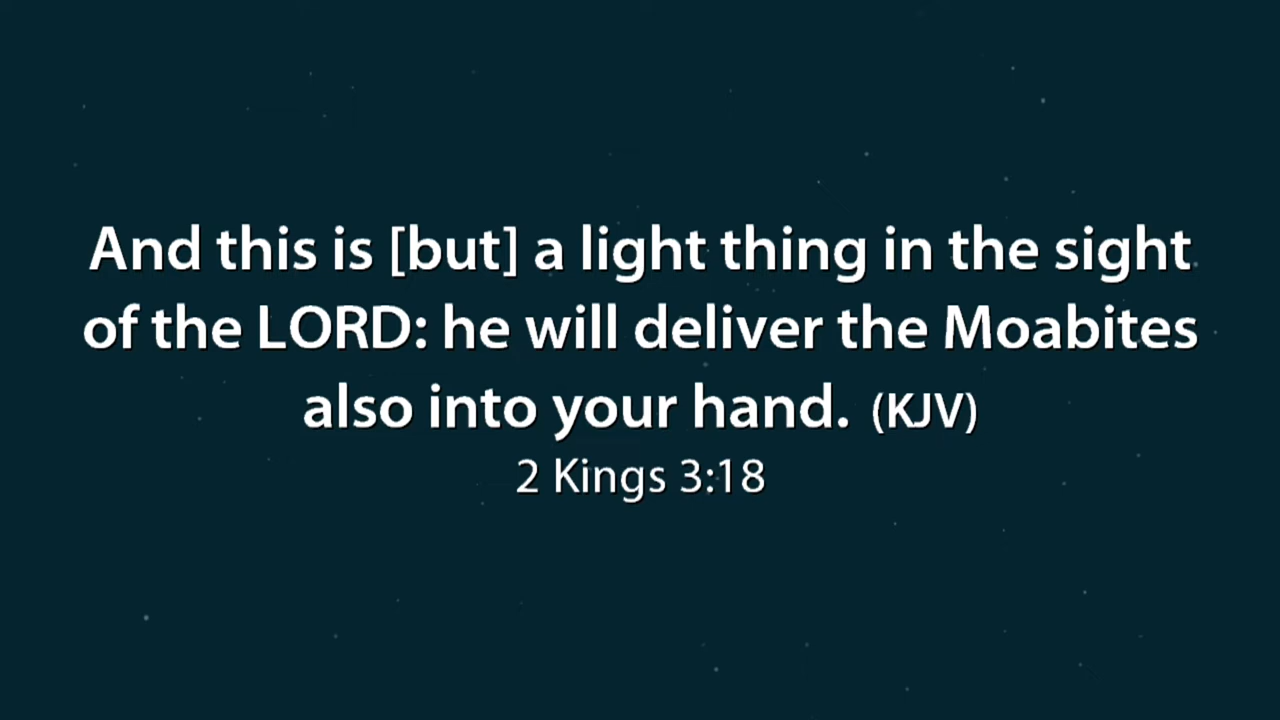 And this is [but] a light thing in the sight
of the LORD: he will deliver the Moabites
also into your hand. (KJV)
2 Kings 3:18